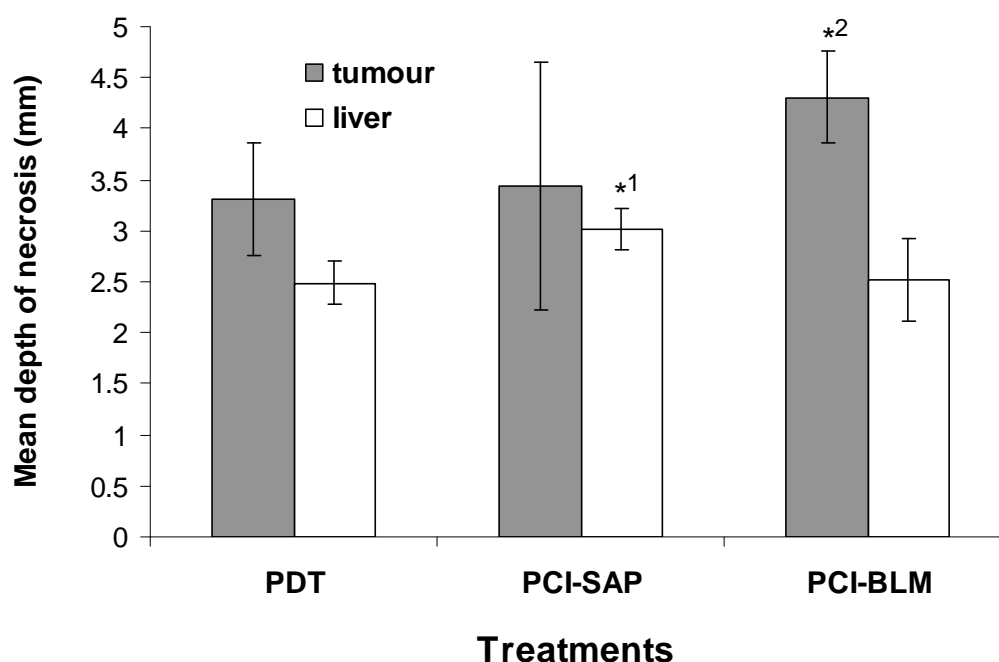 Mean depth of necrosis (mm)
5
4.5
4
3.5
3
2.5
2
1.5
1
0.5
0
tumour
liver
*1
*2
PDT
PCI-SAP
PCI-BLM
Treatments